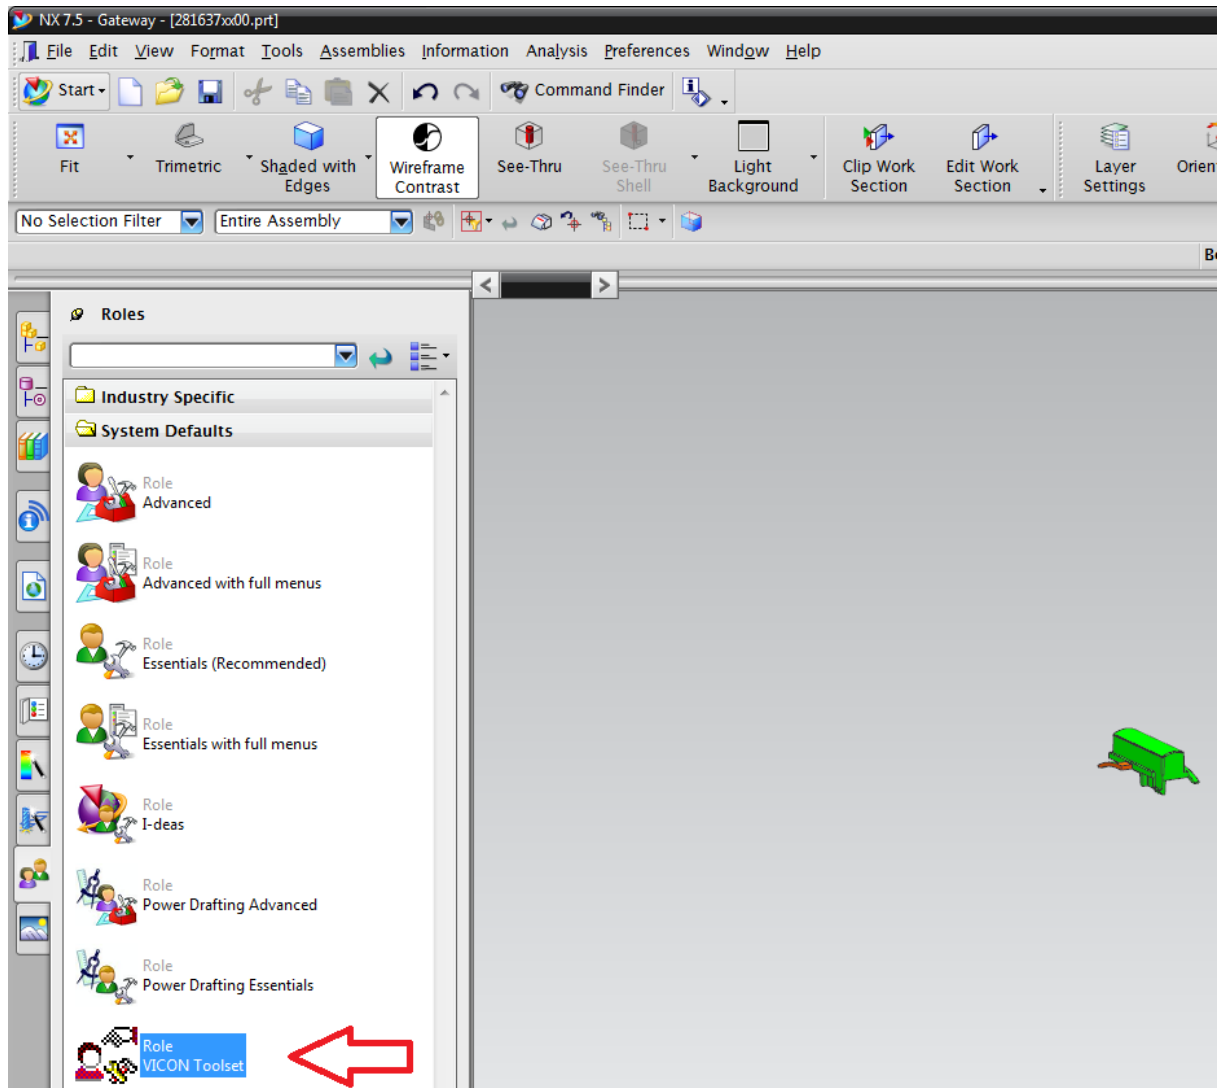 NX 7.5 - Gateway - [281637xx00.prt]
File Edit View Format Tools Assemblies Information Analysis Preferences Window Help
Start Command Finder
Fit Trimetric Shaded with Edges Wireframe Contrast See-Thru See-Thru Shell Light Background Clip Work Section Edit Work Section Layer Settings Orien
No Selection Filter Entire Assembly
Roles
Industry Specific
System Defaults
Role
Advanced
Role
Advanced with full menus
Role
Essentials (Recommended)
Role
Essentials with full menus
Role
I-deas
Role
Power Drafting Advanced
Role
Power Drafting Essentials
Role
VICON Toolset